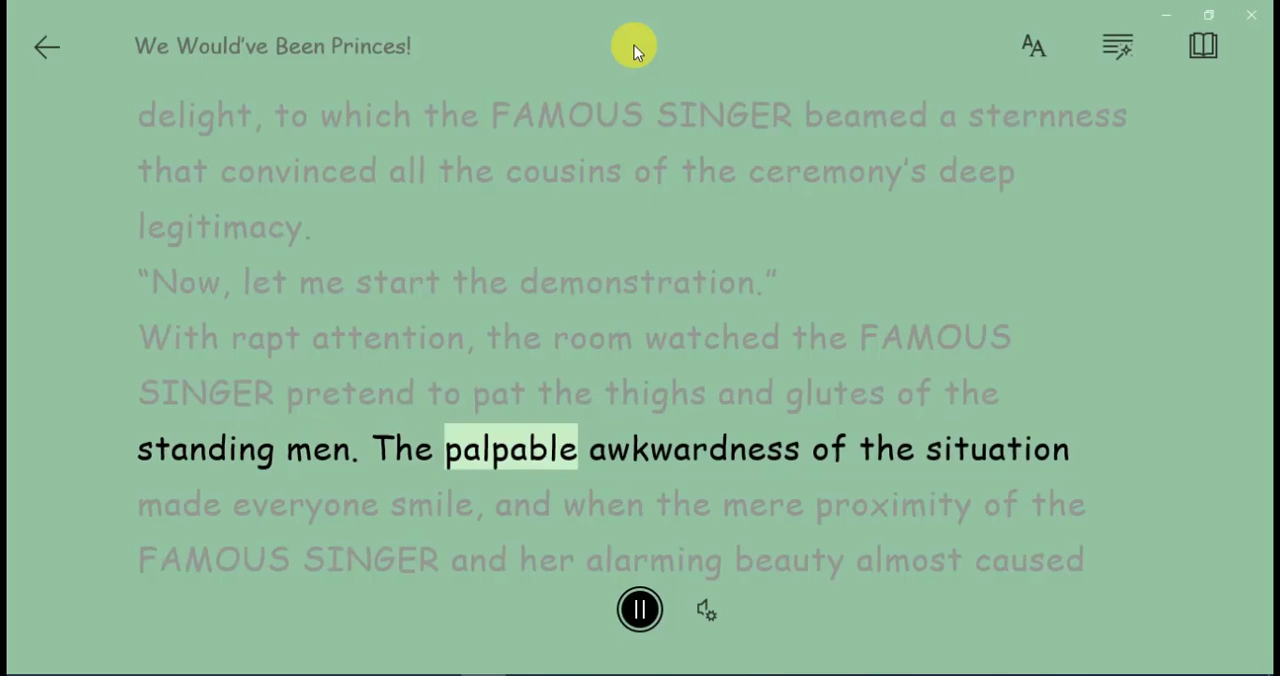 We Would've Been Princes!
AA
delight, to which the FAMOUS SINGER beamed a sternness
that convinced all the cousins of the ceremony's deep
legitimacy.
“Now, let me start the demonstration.”
With rapt attention, the room watched the FAMOUS
SINGER pretend to pat the thighs and glutes of the
standing men. The palpable awkwardness of the situation
made everyone smile, and when the mere proximity of the
FAMOUS SINGER and her alarming beauty almost caused